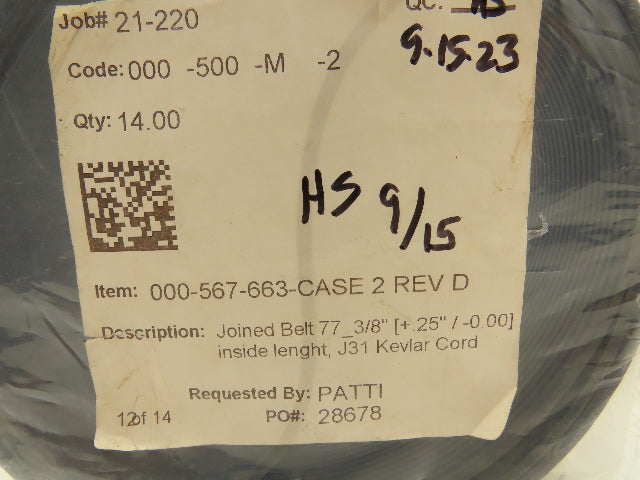 Job# 21-220
QC: HS
9.15.23
Code: 000 -500 -M -2
Qty: 14.00
HS 9/15
Item: 000-567-663-CASE 2 REV D
Description: Joined Belt 77_3/8" [+.25" / -0.00]
inside lenght, J31 Kevlar Cord
Requested By: PATTI
12of 14 PO#: 28678